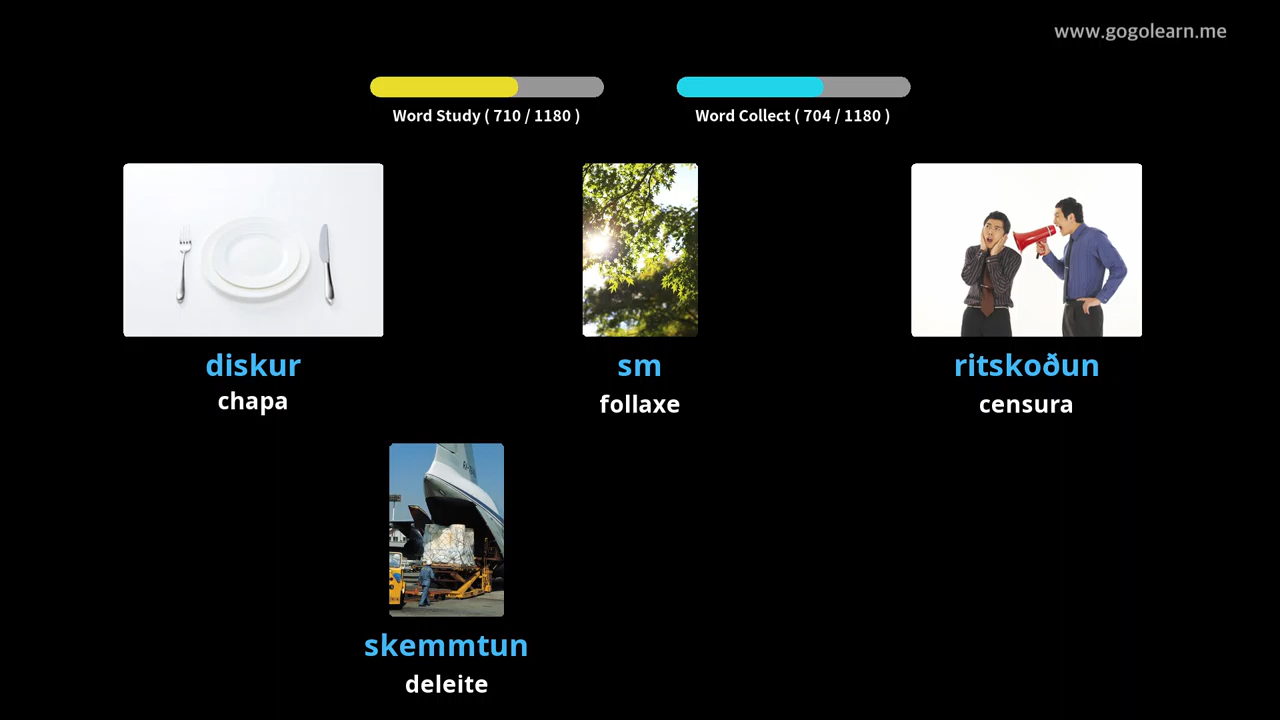 www.gogolearn.me
Word Study ( 710 / 1180 )
Word Collect ( 704 / 1180 )
diskur
chapa
sm
follaxe
ritskoðun
censura
skemmtun
deleite